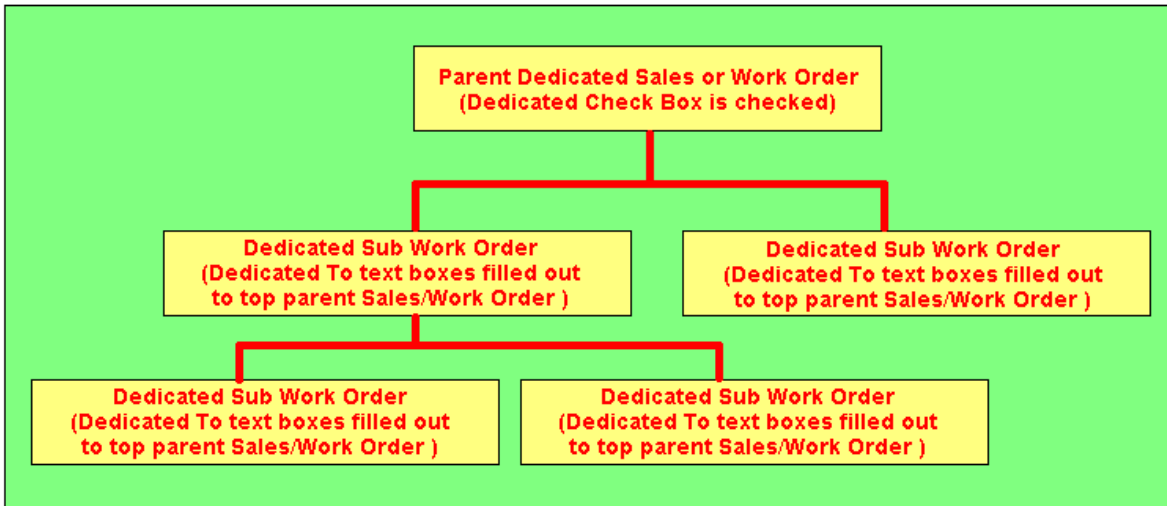 Parent Dedicated Sales or Work Order
(Dedicated Check Box is checked)
Dedicated Sub Work Order
(Dedicated To text boxes filled out
to top parent Sales/Work Order )
Dedicated Sub Work Order
(Dedicated To text boxes filled out
to top parent Sales/Work Order )
Dedicated Sub Work Order
(Dedicated To text boxes filled out
to top parent Sales/Work Order )
Dedicated Sub Work Order
(Dedicated To text boxes filled out
to top parent Sales/Work Order )